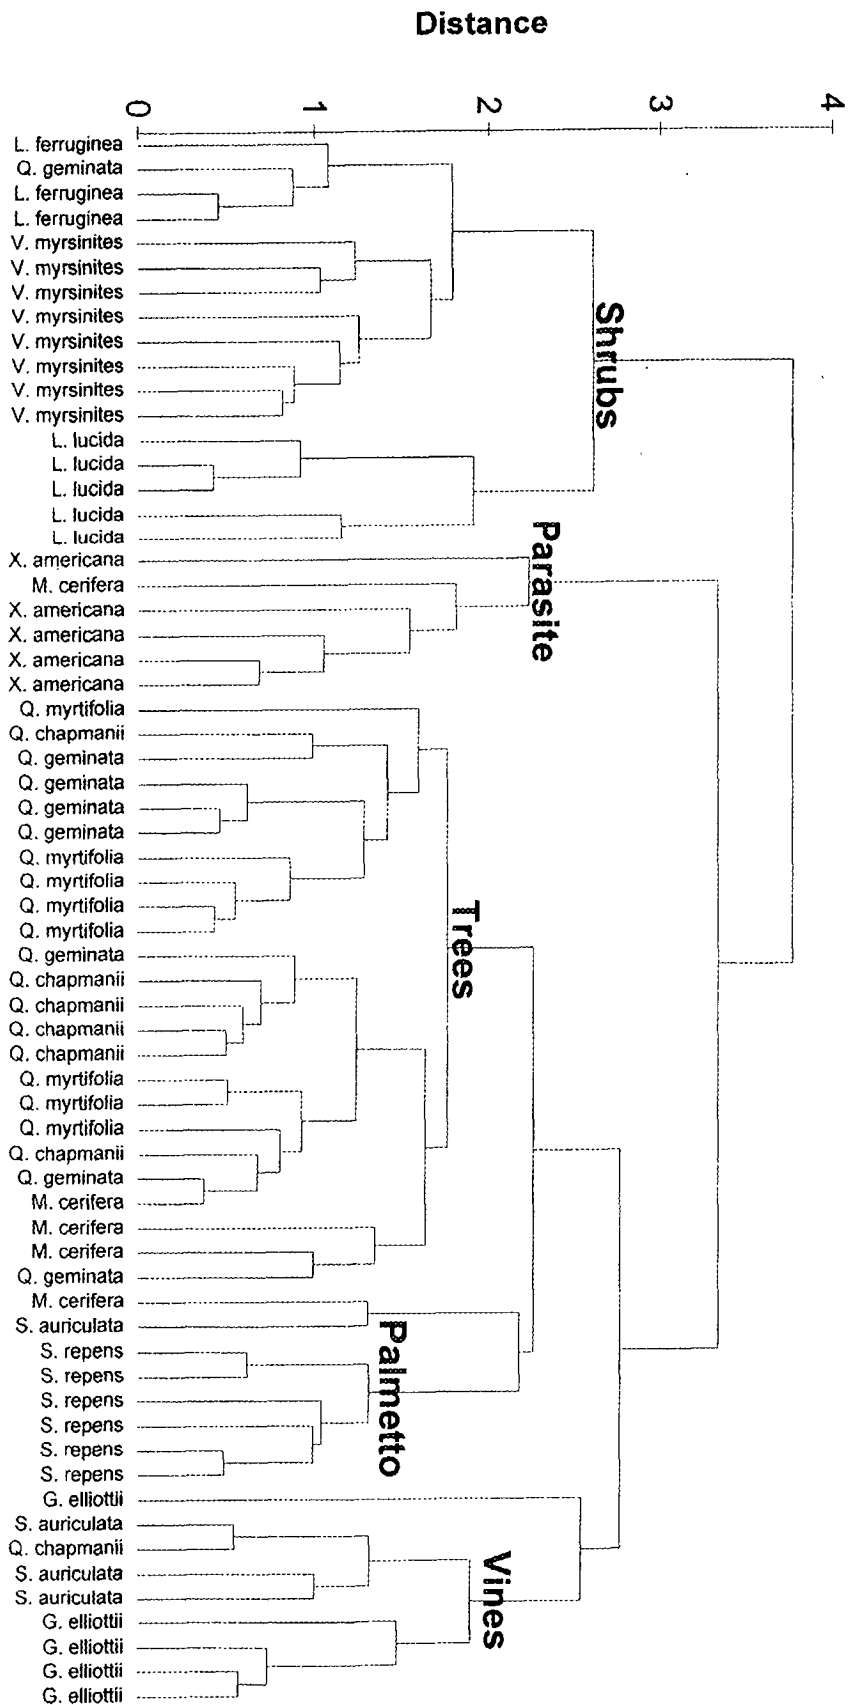 Distance
0
1
2
3
4
L. ferruginea
Q. geminata
L. ferruginea
L. ferruginea
V. myrsinites
V. myrsinites
V. myrsinites
V. myrsinites
V. myrsinites
V. myrsinites
V. myrsinites
V. myrsinites
L. lucida
L. lucida
L. lucida
L. lucida
L. lucida
X. americana
M. cerifera
X. americana
X. americana
X. americana
X. americana
Q. myrtifolia
Q. chapmanii
Q. geminata
Q. geminata
Q. geminata
Q. geminata
Q. myrtifolia
Q. myrtifolia
Q. myrtifolia
Q. myrtifolia
Q. geminata
Q. chapmanii
Q. chapmanii
Q. chapmanii
Q. chapmanii
Q. myrtifolia
Q. myrtifolia
Q. myrtifolia
Q. chapmanii
Q. geminata
M. cerifera
M. cerifera
M. cerifera
Q. geminata
M. cerifera
S. auriculata
S. repens
S. repens
S. repens
S. repens
S. repens
S. repens
G. elliottii
S. auriculata
Q. chapmanii
S. auriculata
S. auriculata
G. elliottii
G. elliottii
G. elliottii
G. elliottii
Shrubs
Parasite
Trees
Palmetto
Vines